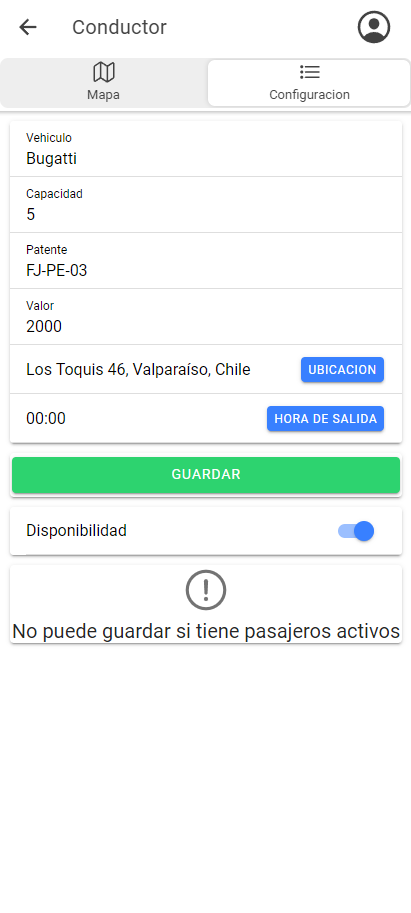 Conductor
Mapa
Configuracion
Vehiculo
Bugatti
Capacidad
5
Patente
FJ-PE-03
Valor
2000
Los Toquis 46, Valparaíso, Chile
UBICACION
00:00
HORA DE SALIDA
GUARDAR
Disponibilidad
No puede guardar si tiene pasajeros activos